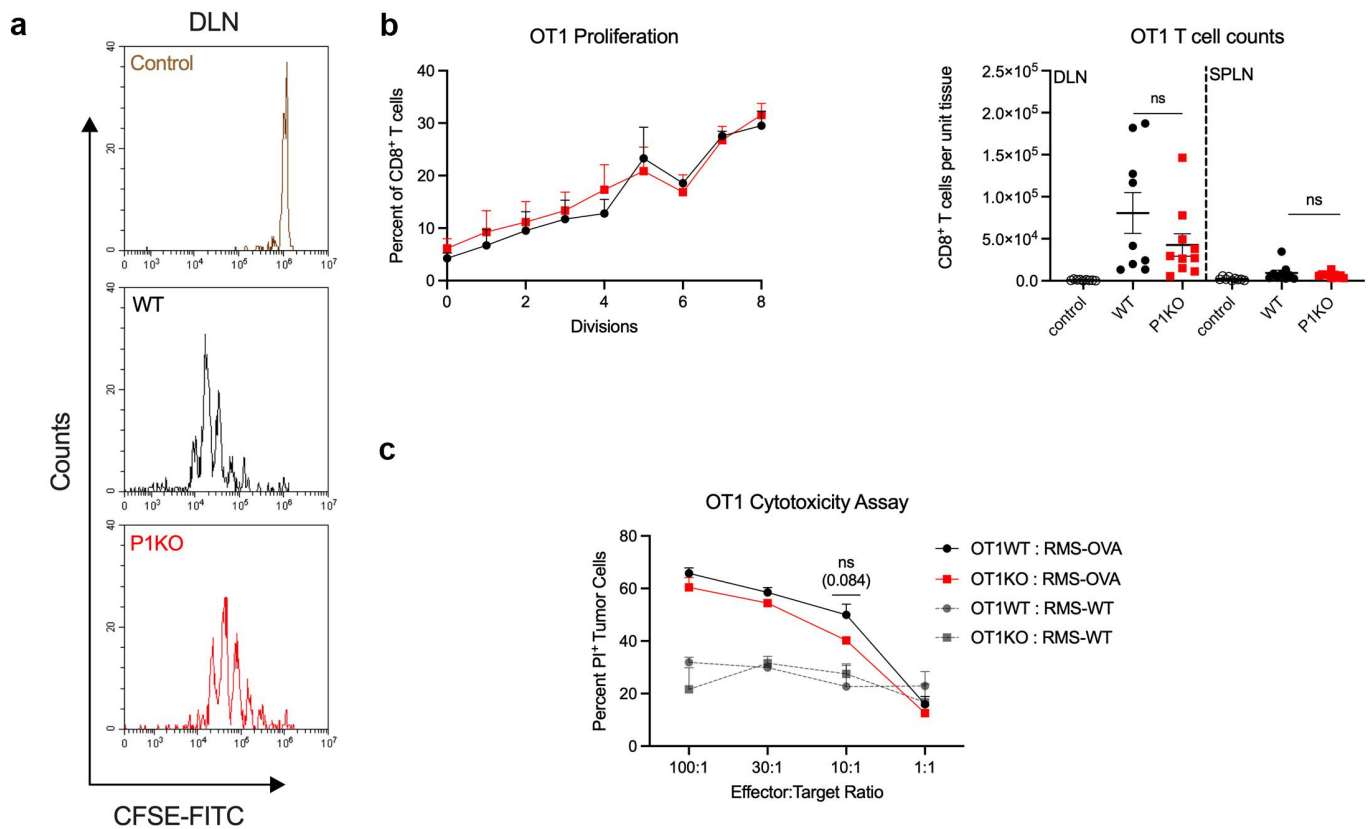 a
DLN
Control
40
20
0
0 10³ 10⁴ 10⁵ 10⁶ 10⁷
WT
40
20
0
0 10³ 10⁴ 10⁵ 10⁶ 10⁷
P1KO
40
20
0
0 10³ 10⁴ 10⁵ 10⁶ 10⁷
Counts
CFSE-FITC
b
OT1 Proliferation
Percent of CD8⁺ T cells
40
30
20
10
0
0 2 4 6 8
Divisions
OT1 T cell counts
CD8⁺ T cells per unit tissue
2.5×10⁵
2.0×10⁵
1.5×10⁵
1.0×10⁵
5.0×10⁴
0.0
DLN
SPLN
ns
ns
control WT P1KO control WT P1KO
c
OT1 Cytotoxicity Assay
Percent PI⁺ Tumor Cells
80
60
40
20
0
ns
(0.084)
100:1 30:1 10:1 1:1
Effector:Target Ratio
OT1WT : RMS-OVA
OT1KO : RMS-OVA
OT1WT : RMS-WT
OT1KO : RMS-WT